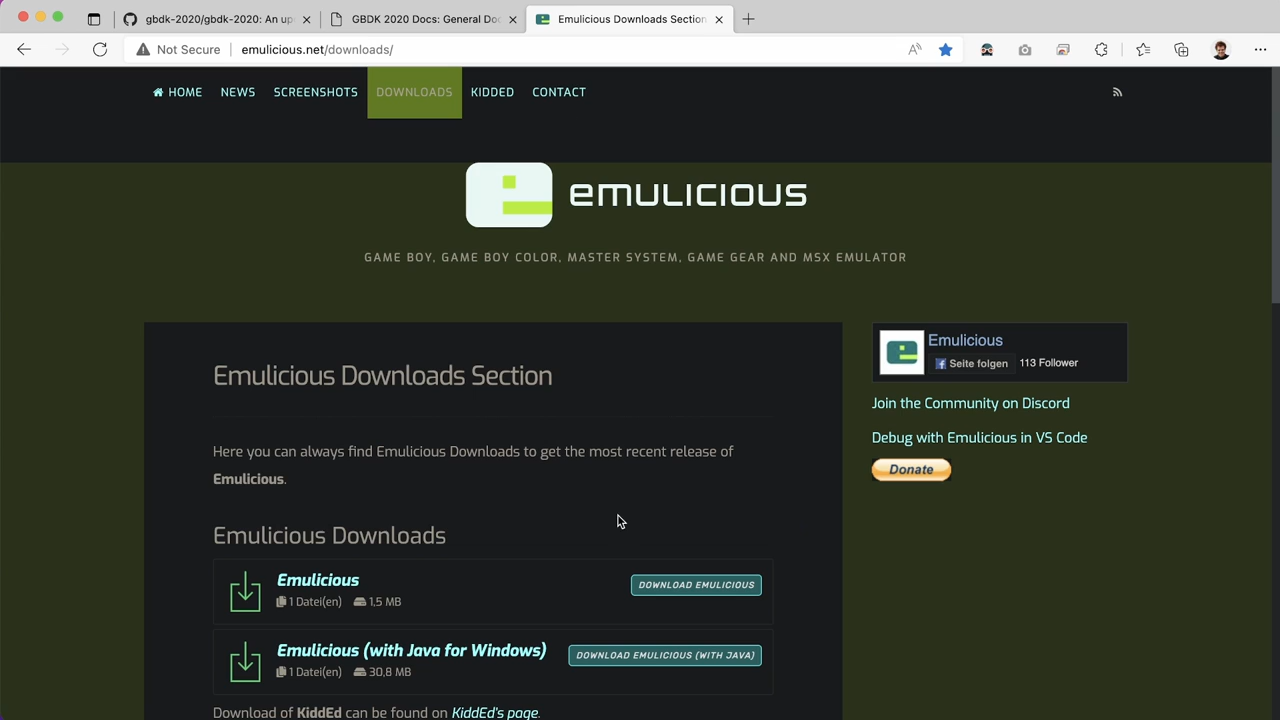 gbdk-2020/gbdk-2020: An up
GBDK 2020 Docs: General Doc
Emulicious Downloads Section
Not Secure
emulicious.net/downloads/
HOME
NEWS
SCREENSHOTS
DOWNLOADS
KIDDED
CONTACT
emulicious
GAME BOY, GAME BOY COLOR, MASTER SYSTEM, GAME GEAR AND MSX EMULATOR
Emulicious Downloads Section
Here you can always find Emulicious Downloads to get the most recent release of
Emulicious.
Emulicious Downloads
Emulicious
1 Datei(en) 1,5 MB
DOWNLOAD EMULICIOUS
Emulicious (with Java for Windows)
1 Datei(en) 30,8 MB
DOWNLOAD EMULICIOUS (WITH JAVA)
Download of KiddEd can be found on KiddEd's page.
Emulicious
Seite folgen 113 Follower
Join the Community on Discord
Debug with Emulicious in VS Code
Donate